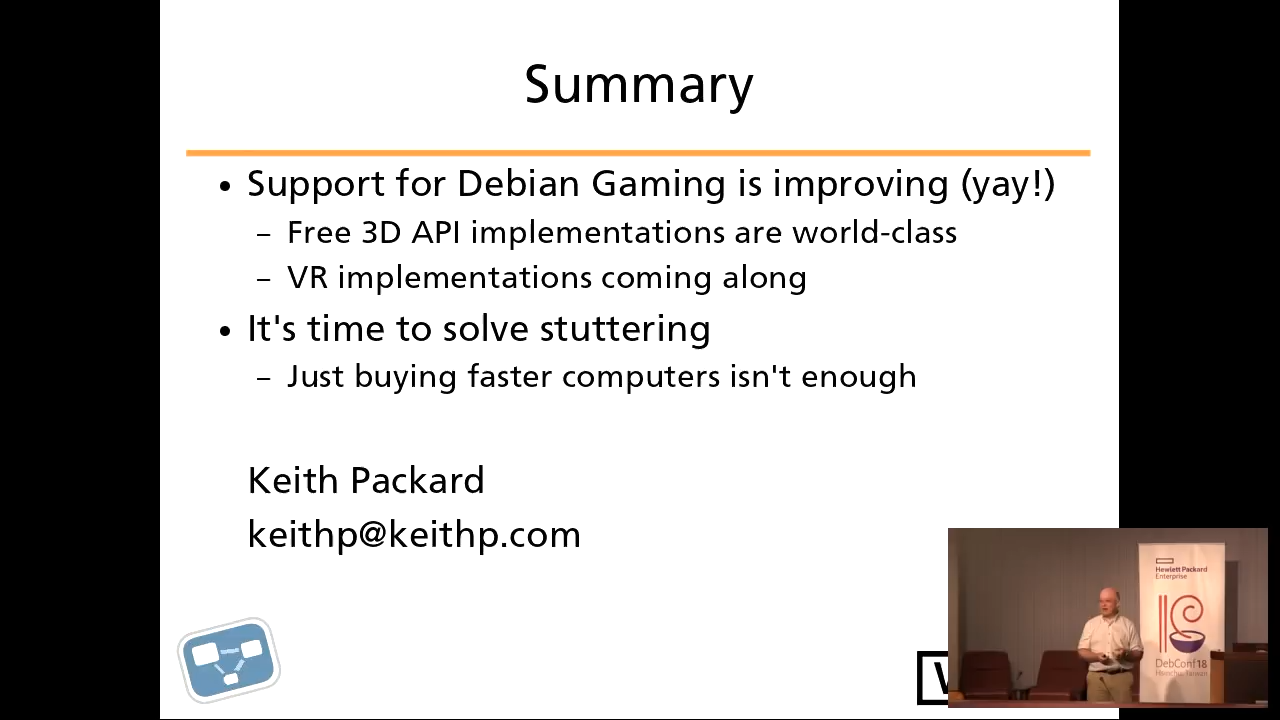 Summary
• Support for Debian Gaming is improving (yay!)
– Free 3D API implementations are world-class
– VR implementations coming along
• It's time to solve stuttering
– Just buying faster computers isn't enough
Keith Packard
keithp@keithp.com
Hewlett Packard
Enterprise
DebConf18
Hsinchu, Taiwan